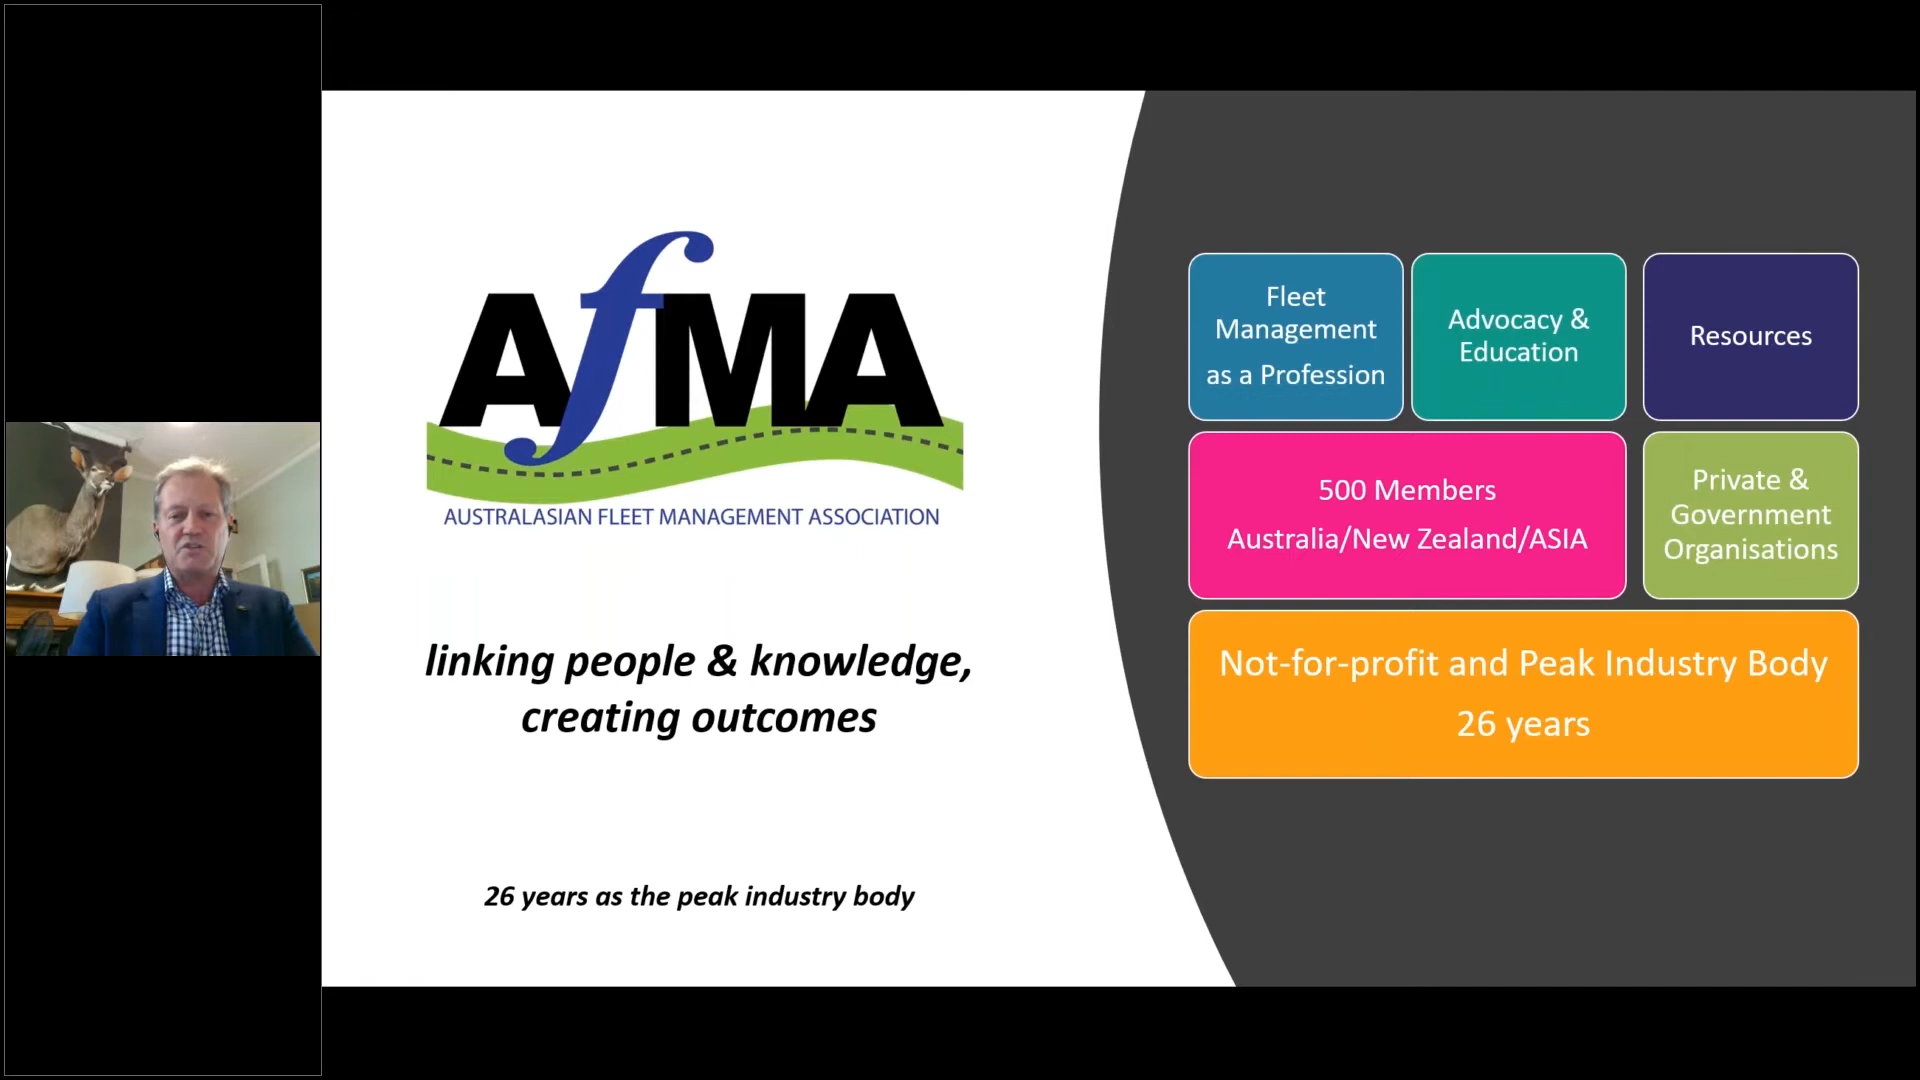 AfMA
AUSTRALASIAN FLEET MANAGEMENT ASSOCIATION
linking people & knowledge,
creating outcomes
26 years as the peak industry body
Fleet
Management
as a Profession
Advocacy &
Education
Resources
500 Members
Australia/New Zealand/ASIA
Private &
Government
Organisations
Not-for-profit and Peak Industry Body
26 years